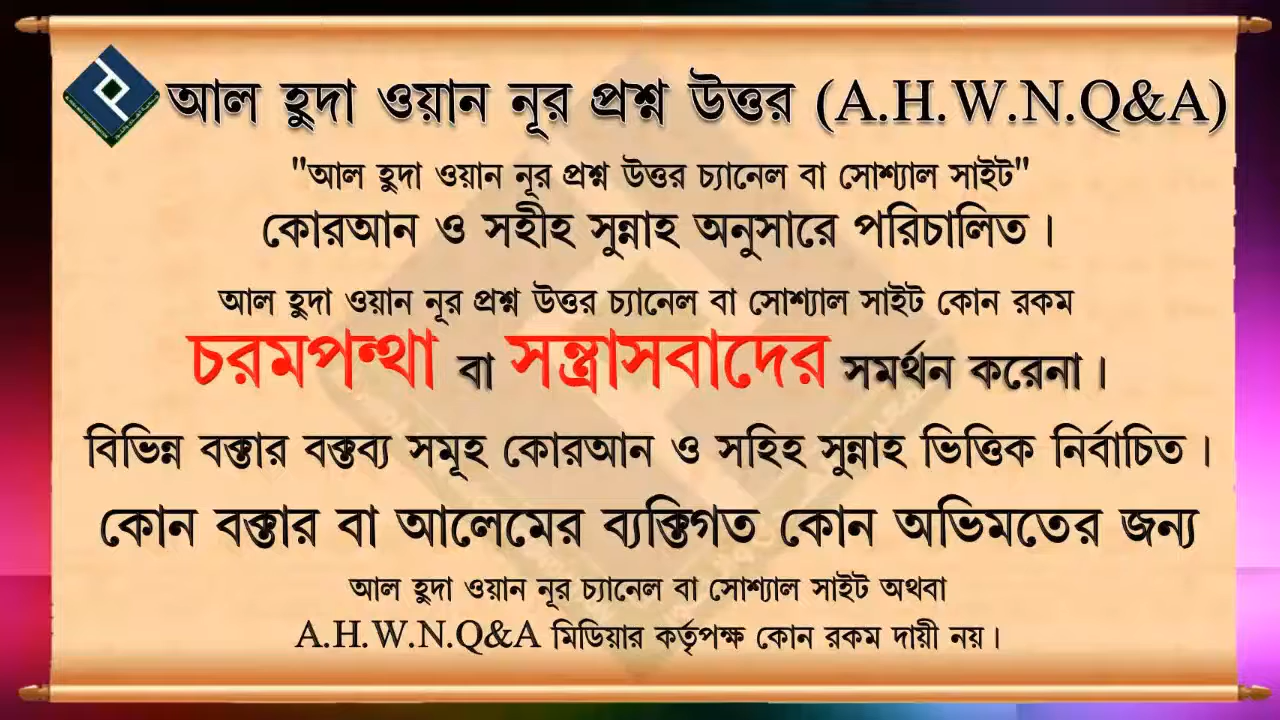 আল হুদা ওয়ান নূর প্রশ্ন উত্তর (A.H.W.N.Q&A)
"আল হুদা ওয়ান নূর প্রশ্ন উত্তর চ্যানেল বা সোশ্যাল সাইট"
কোরআন ও সহীহ সুন্নাহ অনুসারে পরিচালিত।
আল হুদা ওয়ান নূর প্রশ্ন উত্তর চ্যানেল বা সোশ্যাল সাইট কোন রকম
চরমপন্থা বা সন্ত্রাসবাদের সমর্থন করেনা।
বিভিন্ন বক্তার বক্তব্য সমূহ কোরআন ও সহিহ সুন্নাহ ভিত্তিক নির্বাচিত।
কোন বক্তার বা আলেমের ব্যক্তিগত কোন অভিমতের জন্য
আল হুদা ওয়ান নূর চ্যানেল বা সোশ্যাল সাইট অথবা
A.H.W.N.Q&A মিডিয়ার কর্তৃপক্ষ কোন রকম দায়ী নয়।